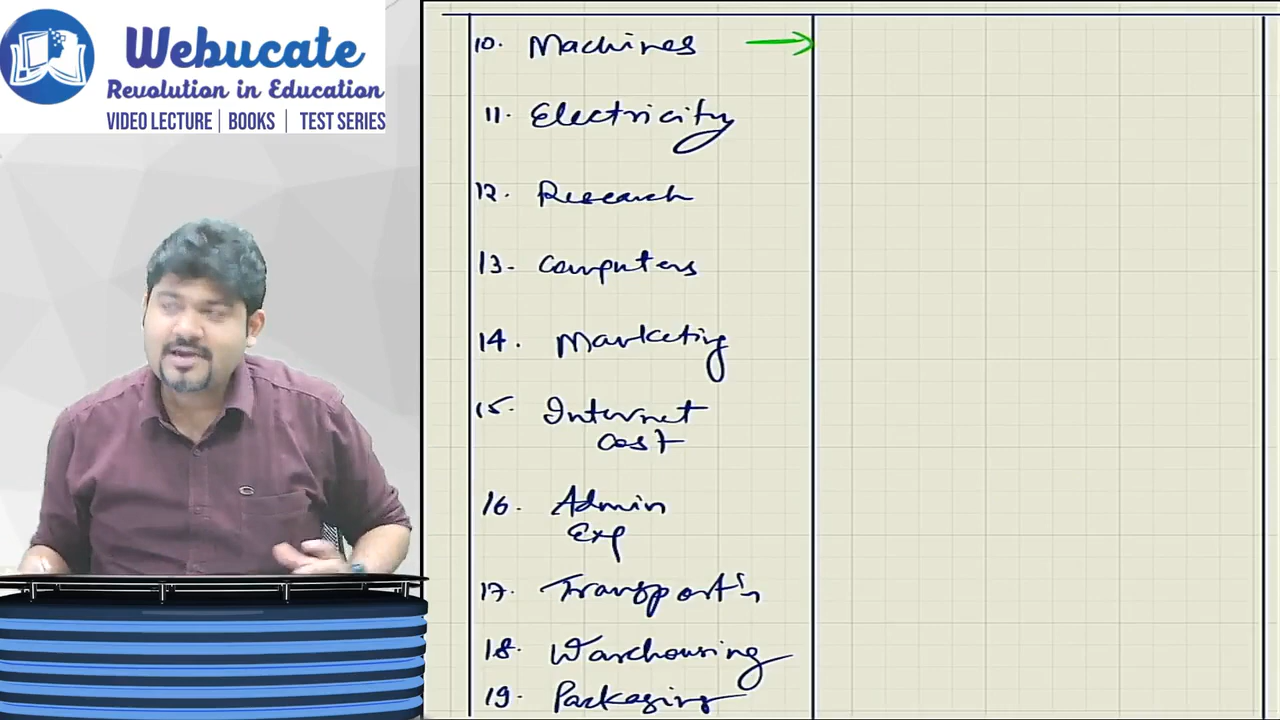 Webucate
Revolution in Education
VIDEO LECTURE | BOOKS | TEST SERIES
10. Machines →
11. Electricity
12. Research
13. Computers
14. Marketing
15. Internet
Cost
16. Admin
Exp
17. Transport'n
18. Warehousing
19. Packaging